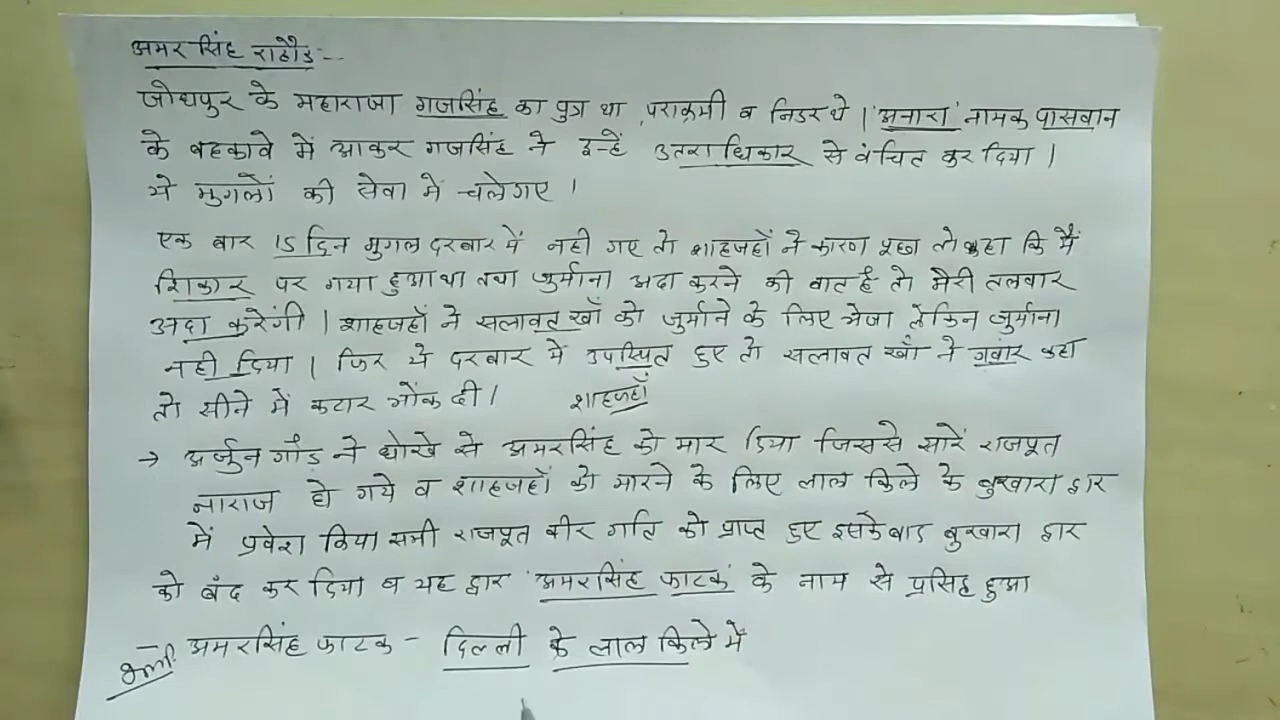 अमर सिंह राठौड़ :-
जोधपुर के महाराजा गजसिंह का पुत्र था, पराक्रमी व निडर थे । 'अनारा' नामक पासवान
के बहकावे में आकर गजसिंह ने इन्हें उतराधिकार से वंचित कर दिया ।
ये मुगलों की सेवा में चले गए ।
एक बार 15 दिन मुगल दरबार में नही गए तो शाहजहाँ ने कारण पूछा तो कहा कि मैं
शिकार पर गया हुआ था तथा जुर्माना अदा करने की बात है तो मेरी तलवार
अदा करेंगी । शाहजहाँ ने सलावत खाँ को जुर्माने के लिए भेजा लेकिन जुर्माना
नही दिया । फिर ये दरबार में उपस्थित हुए तो सलावत खाँ ने गवांर कहा
तो सीने में कटार भोंक दी । शाहजहाँ
→ अर्जुन गौड़ ने धोखे से अमरसिंह को मार दिया जिससे सारें राजपूत
नाराज हो गये व शाहजहाँ को मारने के लिए लाल किले के बुखारा द्वार
में प्रवेश किया सभी राजपूत वीर गति को प्राप्त हुए इसके बाद बुखारा द्वार
को बंद कर दिया व यह द्वार 'अमरसिंह फाटक' के नाम से प्रसिद्ध हुआ
अमरसिंह फाटक - दिल्ली के लाल किले में